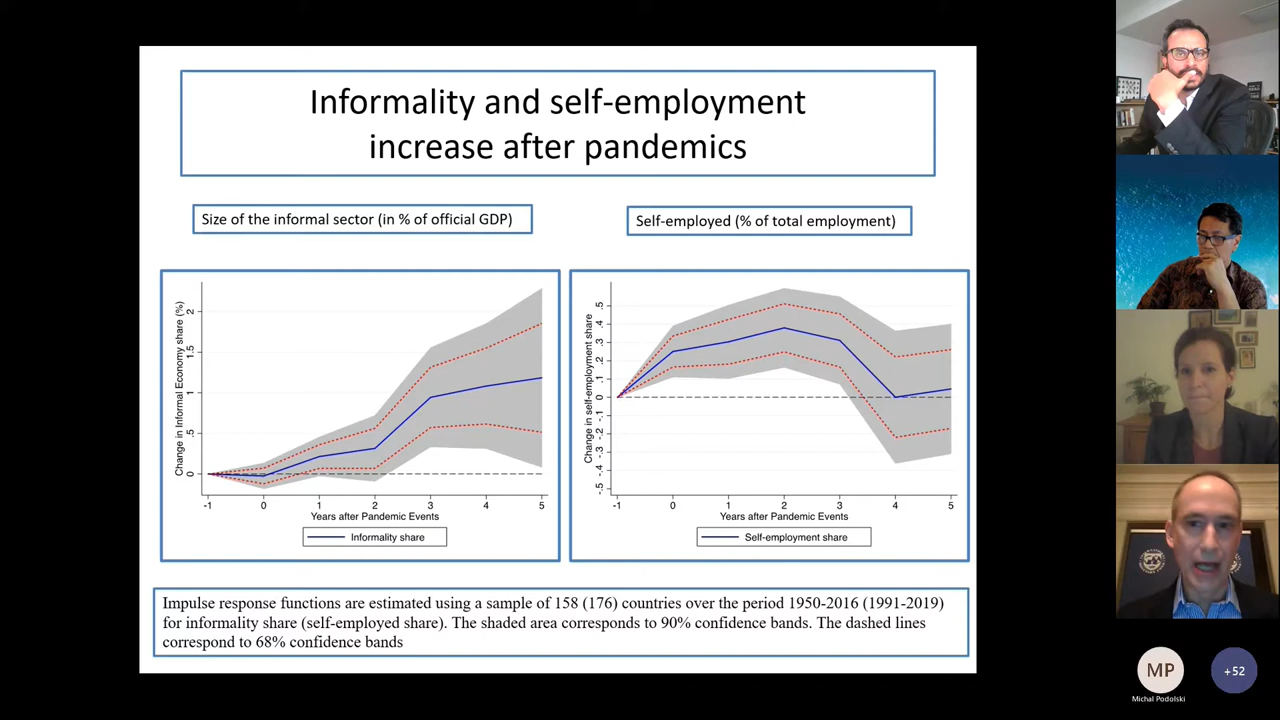 Informality and self-employment
increase after pandemics
Size of the informal sector (in % of official GDP)
Self-employed (% of total employment)
Change in Informal Economy share (%)
2
1.5
1
.5
0
-1 0 1 2 3 4 5
Years after Pandemic Events
Informality share
Change in self-employment share
.5
.4
.3
.2
.1
0
-.1
-.2
-.3
-.4
-.5
-1 0 1 2 3 4 5
Years after Pandemic Events
Self-employment share
Impulse response functions are estimated using a sample of 158 (176) countries over the period 1950-2016 (1991-2019)
for informality share (self-employed share). The shaded area corresponds to 90% confidence bands. The dashed lines
correspond to 68% confidence bands
MP
Michal Podolski
+52